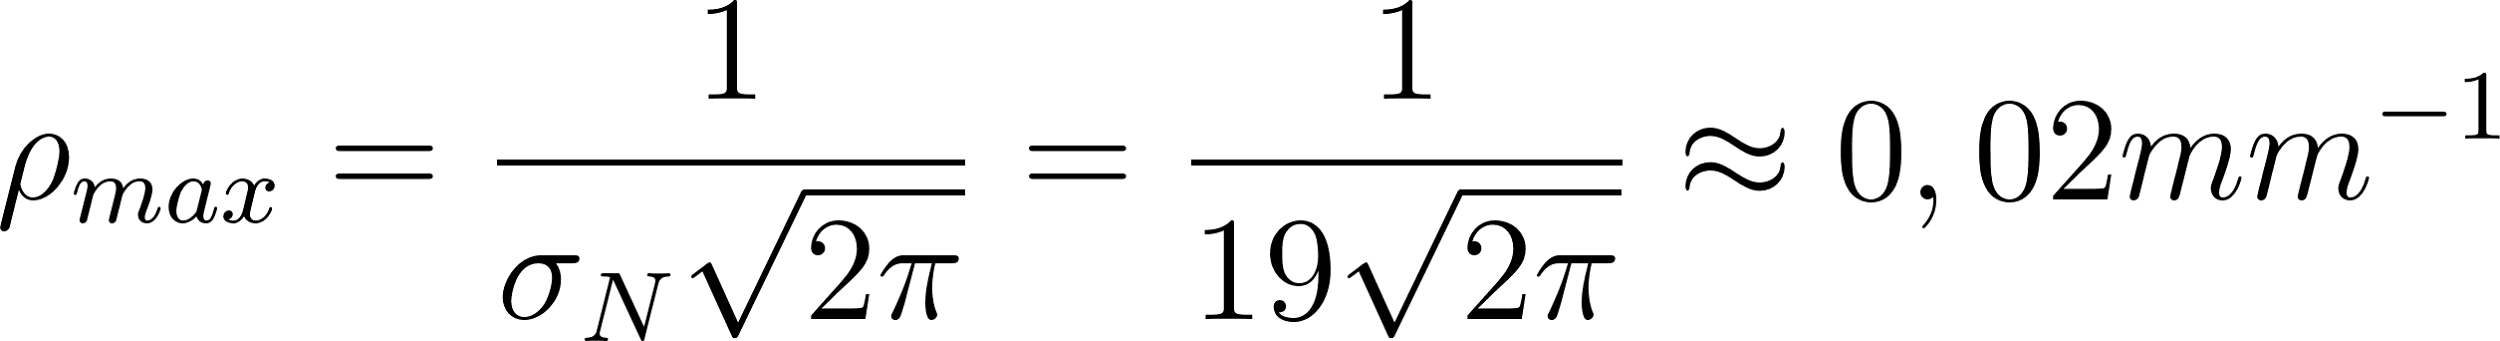 ρ_max = 1/(σ_N√(2π)) = 1/(19√(2π)) ≈ 0,02mm^−1